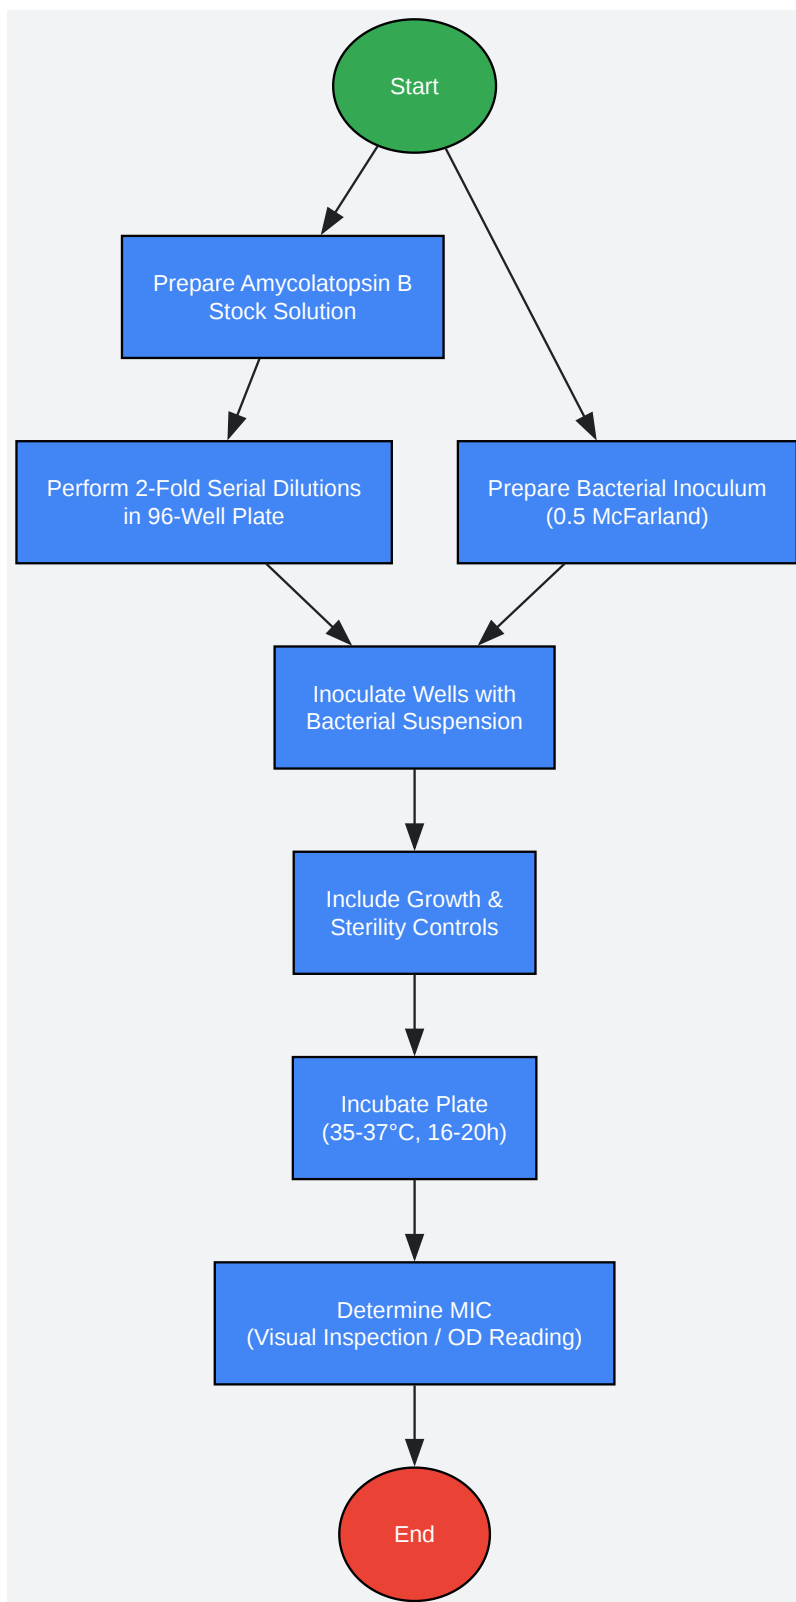 Start
Prepare Amycolatopsin B
Stock Solution
Perform 2-Fold Serial Dilutions
in 96-Well Plate
Prepare Bacterial Inoculum
(0.5 McFarland)
Inoculate Wells with
Bacterial Suspension
Include Growth &
Sterility Controls
Incubate Plate
(35-37°C, 16-20h)
Determine MIC
(Visual Inspection / OD Reading)
End